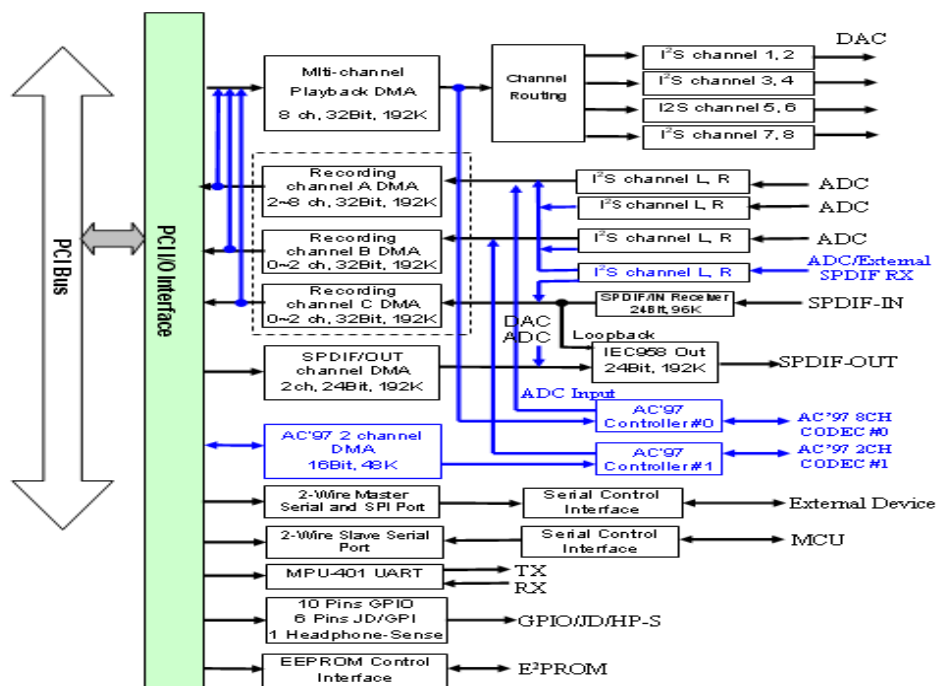 PCI Bus
PCI I/O Interface
Mlti-channel
Playback DMA
8 ch, 32Bit, 192K
Channel
Routing
I²S channel 1, 2
I²S channel 3, 4
I2S channel 5, 6
I²S channel 7, 8
DAC
Recording
channel A DMA
2~8 ch, 32Bit, 192K
Recording
channel B DMA
0~2 ch, 32Bit, 192K
Recording
channel C DMA
0~2 ch, 32Bit, 192K
I²S channel L, R
ADC
I²S channel L, R
ADC
I²S channel L, R
ADC
I²S channel L, R
ADC/External
SPDIF RX
SPDIF/IN Receiver
24Bit, 96K
SPDIF-IN
DAC
ADC
Loopback
SPDIF/OUT
channel DMA
2ch, 24Bit, 192K
IEC958 Out
24Bit, 192K
SPDIF-OUT
ADC Input
AC'97
Controller #0
AC'97 8CH
CODEC #0
AC'97 2 channel
DMA
16Bit, 48K
AC'97
Controller #1
AC'97 2CH
CODEC #1
2-Wire Master
Serial and SPI Port
Serial Control
Interface
External Device
2-Wire Slave Serial
Port
Serial Control
Interface
MCU
MPU-401 UART
TX
RX
10 Pins GPIO
6 Pins JD/GPI
1 Headphone-Sense
GPIO/JD/HP-S
EEPROM Control
Interface
E²PROM